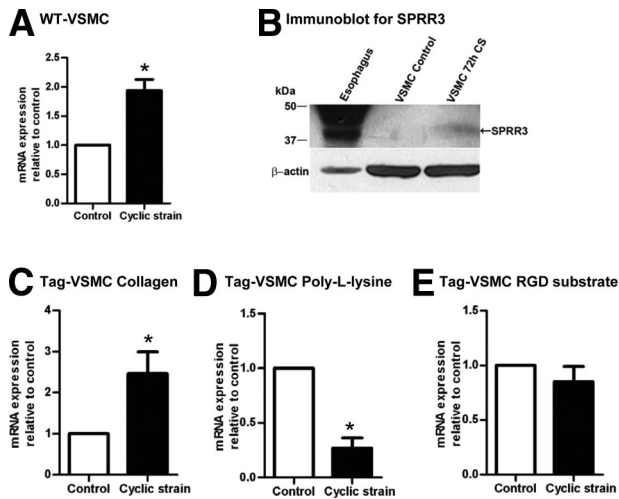 A WT-VSMC
mRNA expression
relative to control
2.5
2.0
1.5
1.0
0.5
0.0
*
Control Cyclic strain
B Immunoblot for SPRR3
Esophagus
VSMC Control
VSMC 72h CS
kDa
50
37
←SPRR3
β-actin
C Tag-VSMC Collagen
mRNA expression
relative to control
4
3
2
1
0
*
Control Cyclic strain
D Tag-VSMC Poly-L-lysine
mRNA expression
relative to control
1.5
1.0
0.5
0.0
*
Control Cyclic strain
E Tag-VSMC RGD substrate
mRNA expression
relative to control
1.5
1.0
0.5
0.0
Control Cyclic strain